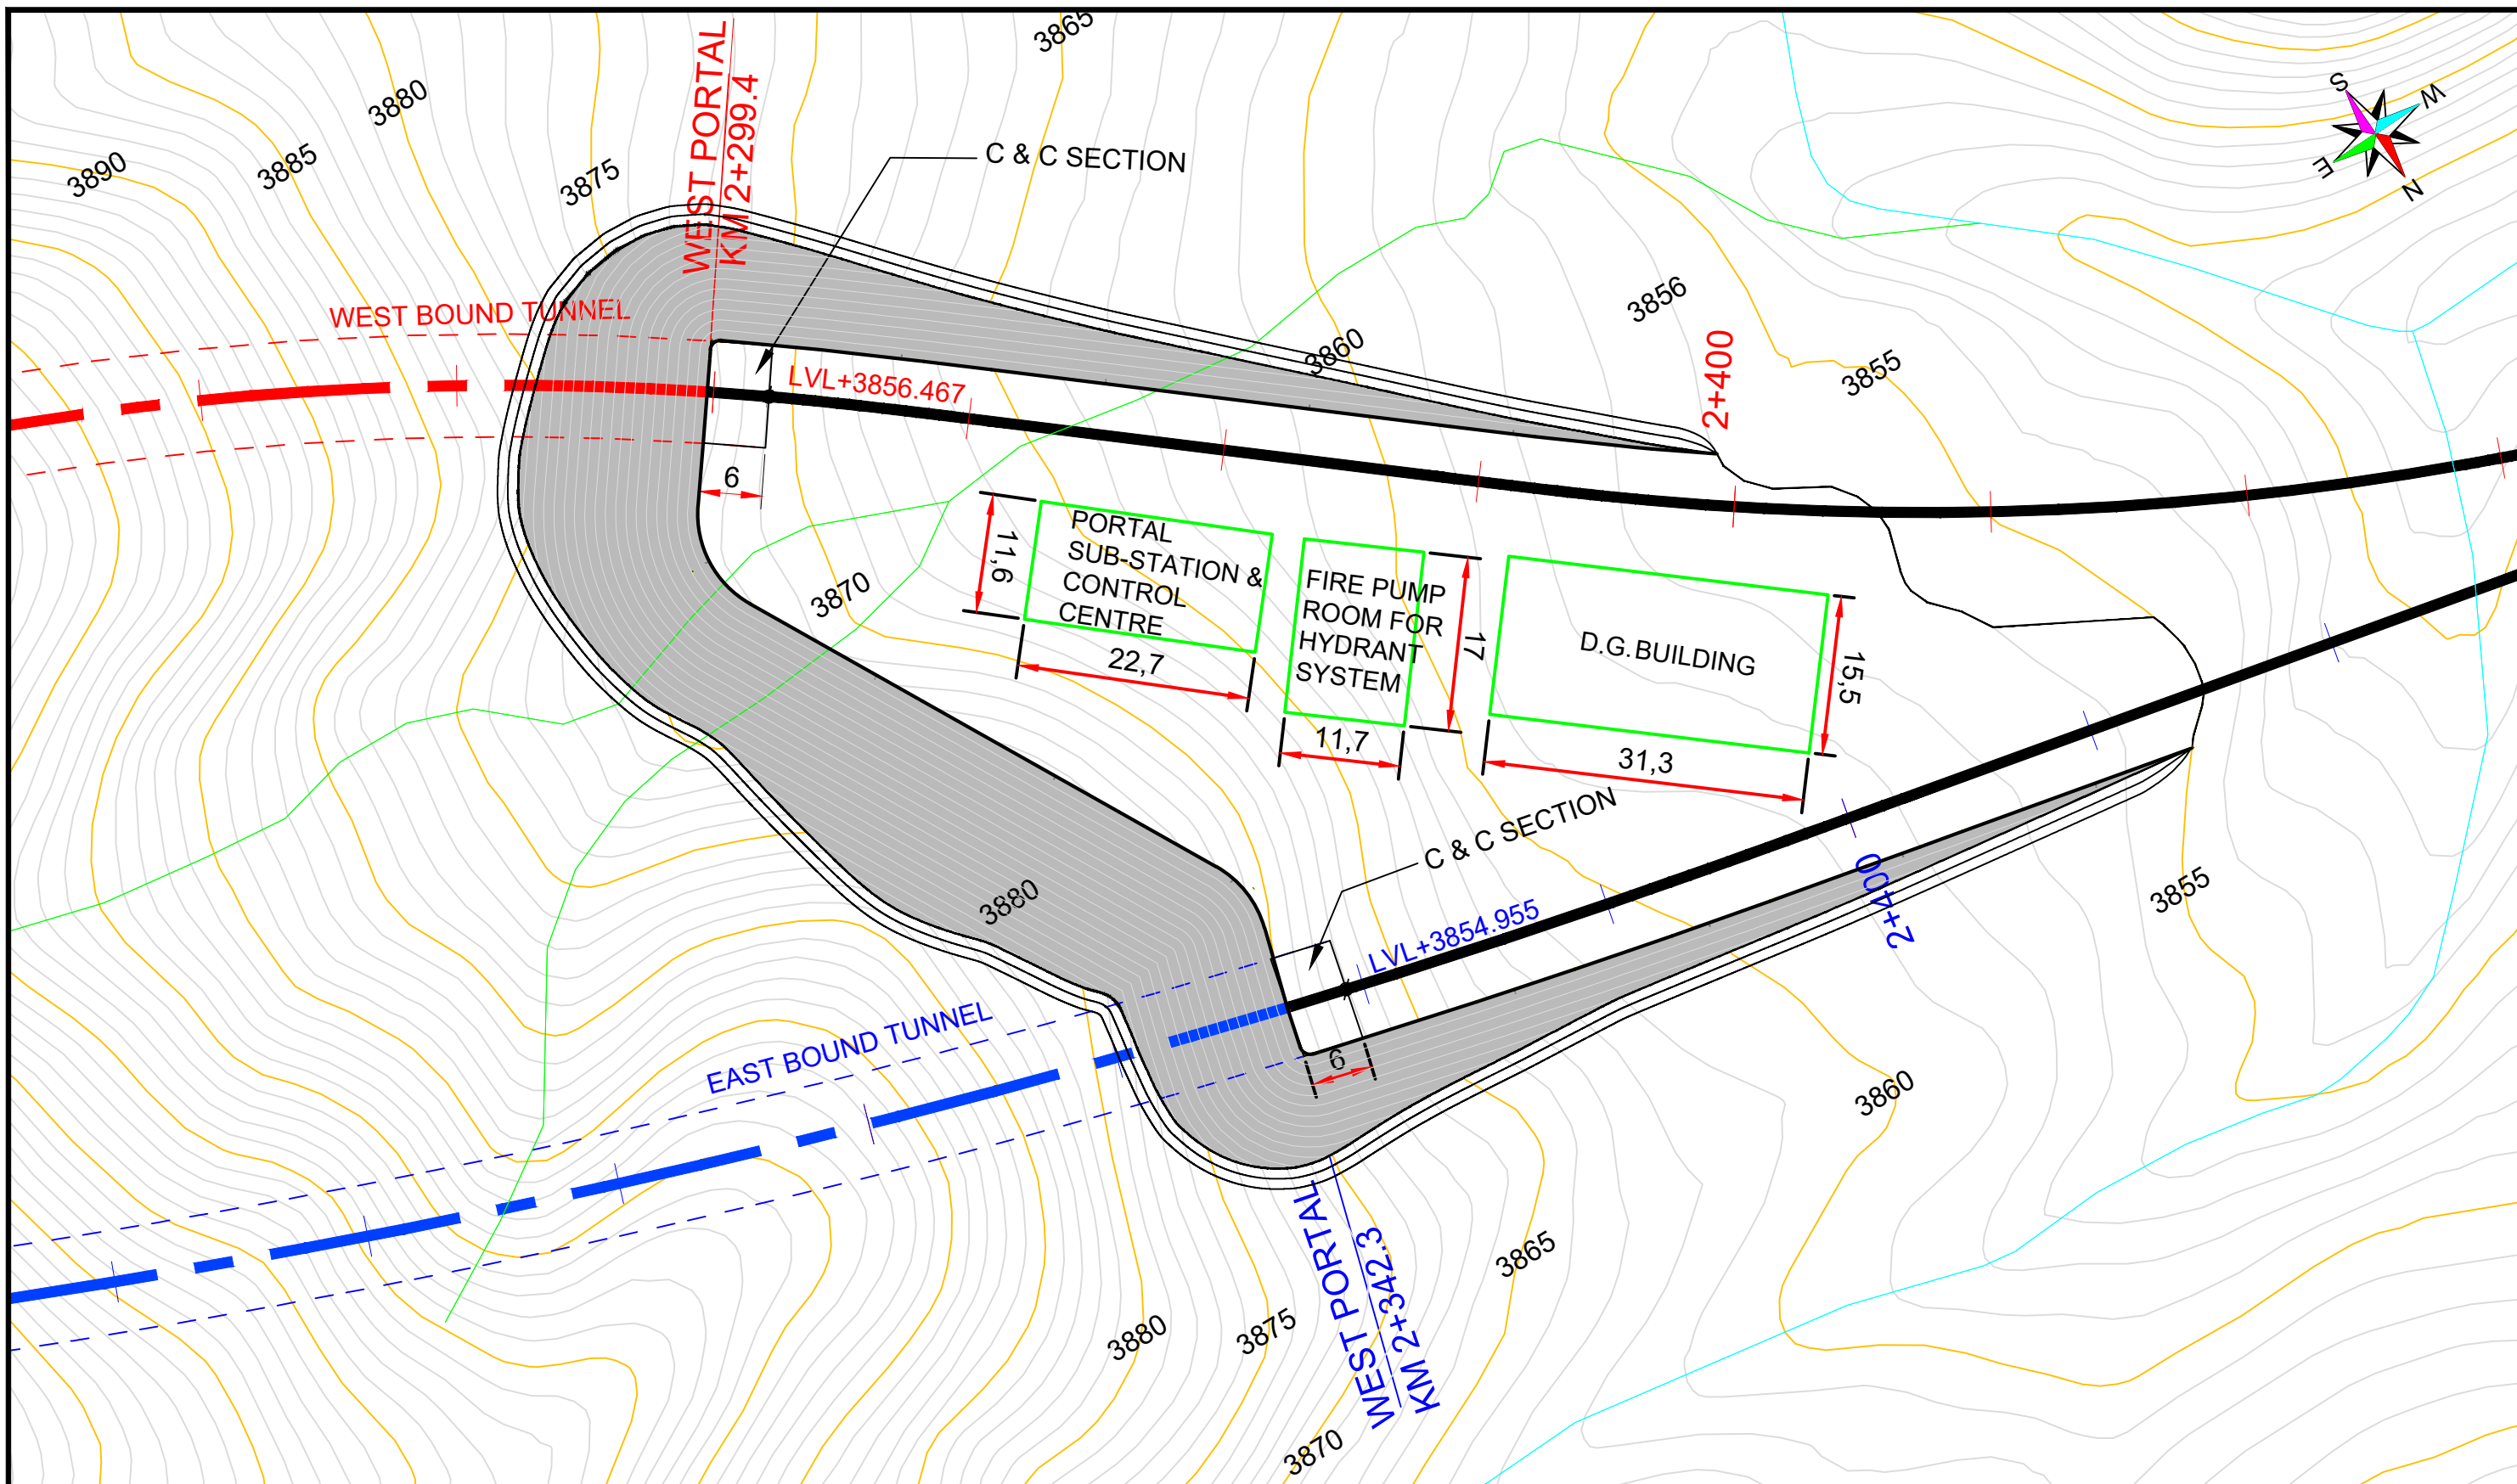 3865
WEST PORTAL
KM 2+299.4
3880
S
W
E
N
C & C SECTION
3890
3885
3875
WEST BOUND TUNNEL
3856
3860
2+400
3855
LVL+3856.467
6
PORTAL
SUB-STATION &
CONTROL
CENTRE
11,6
22,7
FIRE PUMP
ROOM FOR
HYDRANT
SYSTEM
17
11,7
D.G.BUILDING
15,5
31,3
3870
C & C SECTION
3880
LVL+3854.955
2+400
3855
EAST BOUND TUNNEL
6
3860
WEST PORTAL
KM 2+342.3
3865
3880
3875
3870